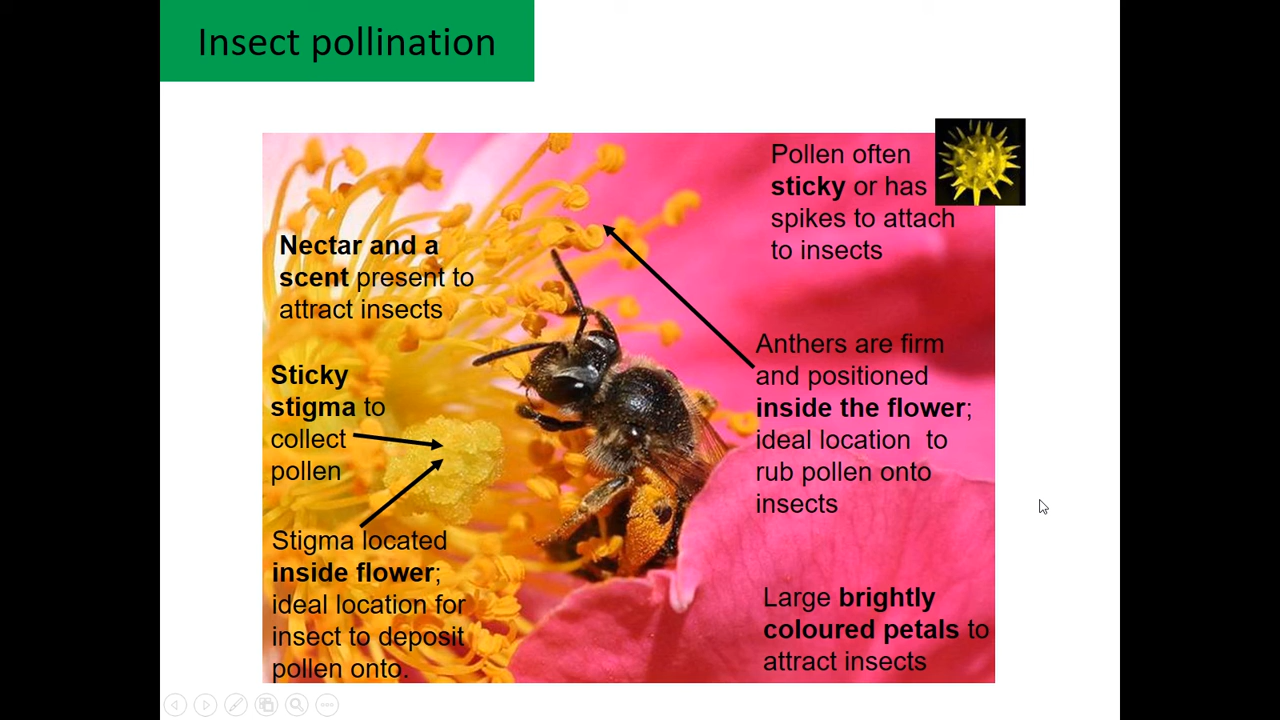 Insect pollination
Pollen often
sticky or has
spikes to attach
to insects
Nectar and a
scent present to
attract insects
Sticky
stigma to
collect
pollen
Anthers are firm
and positioned
inside the flower;
ideal location to
rub pollen onto
insects
Stigma located
inside flower;
ideal location for
insect to deposit
pollen onto.
Large brightly
coloured petals to
attract insects